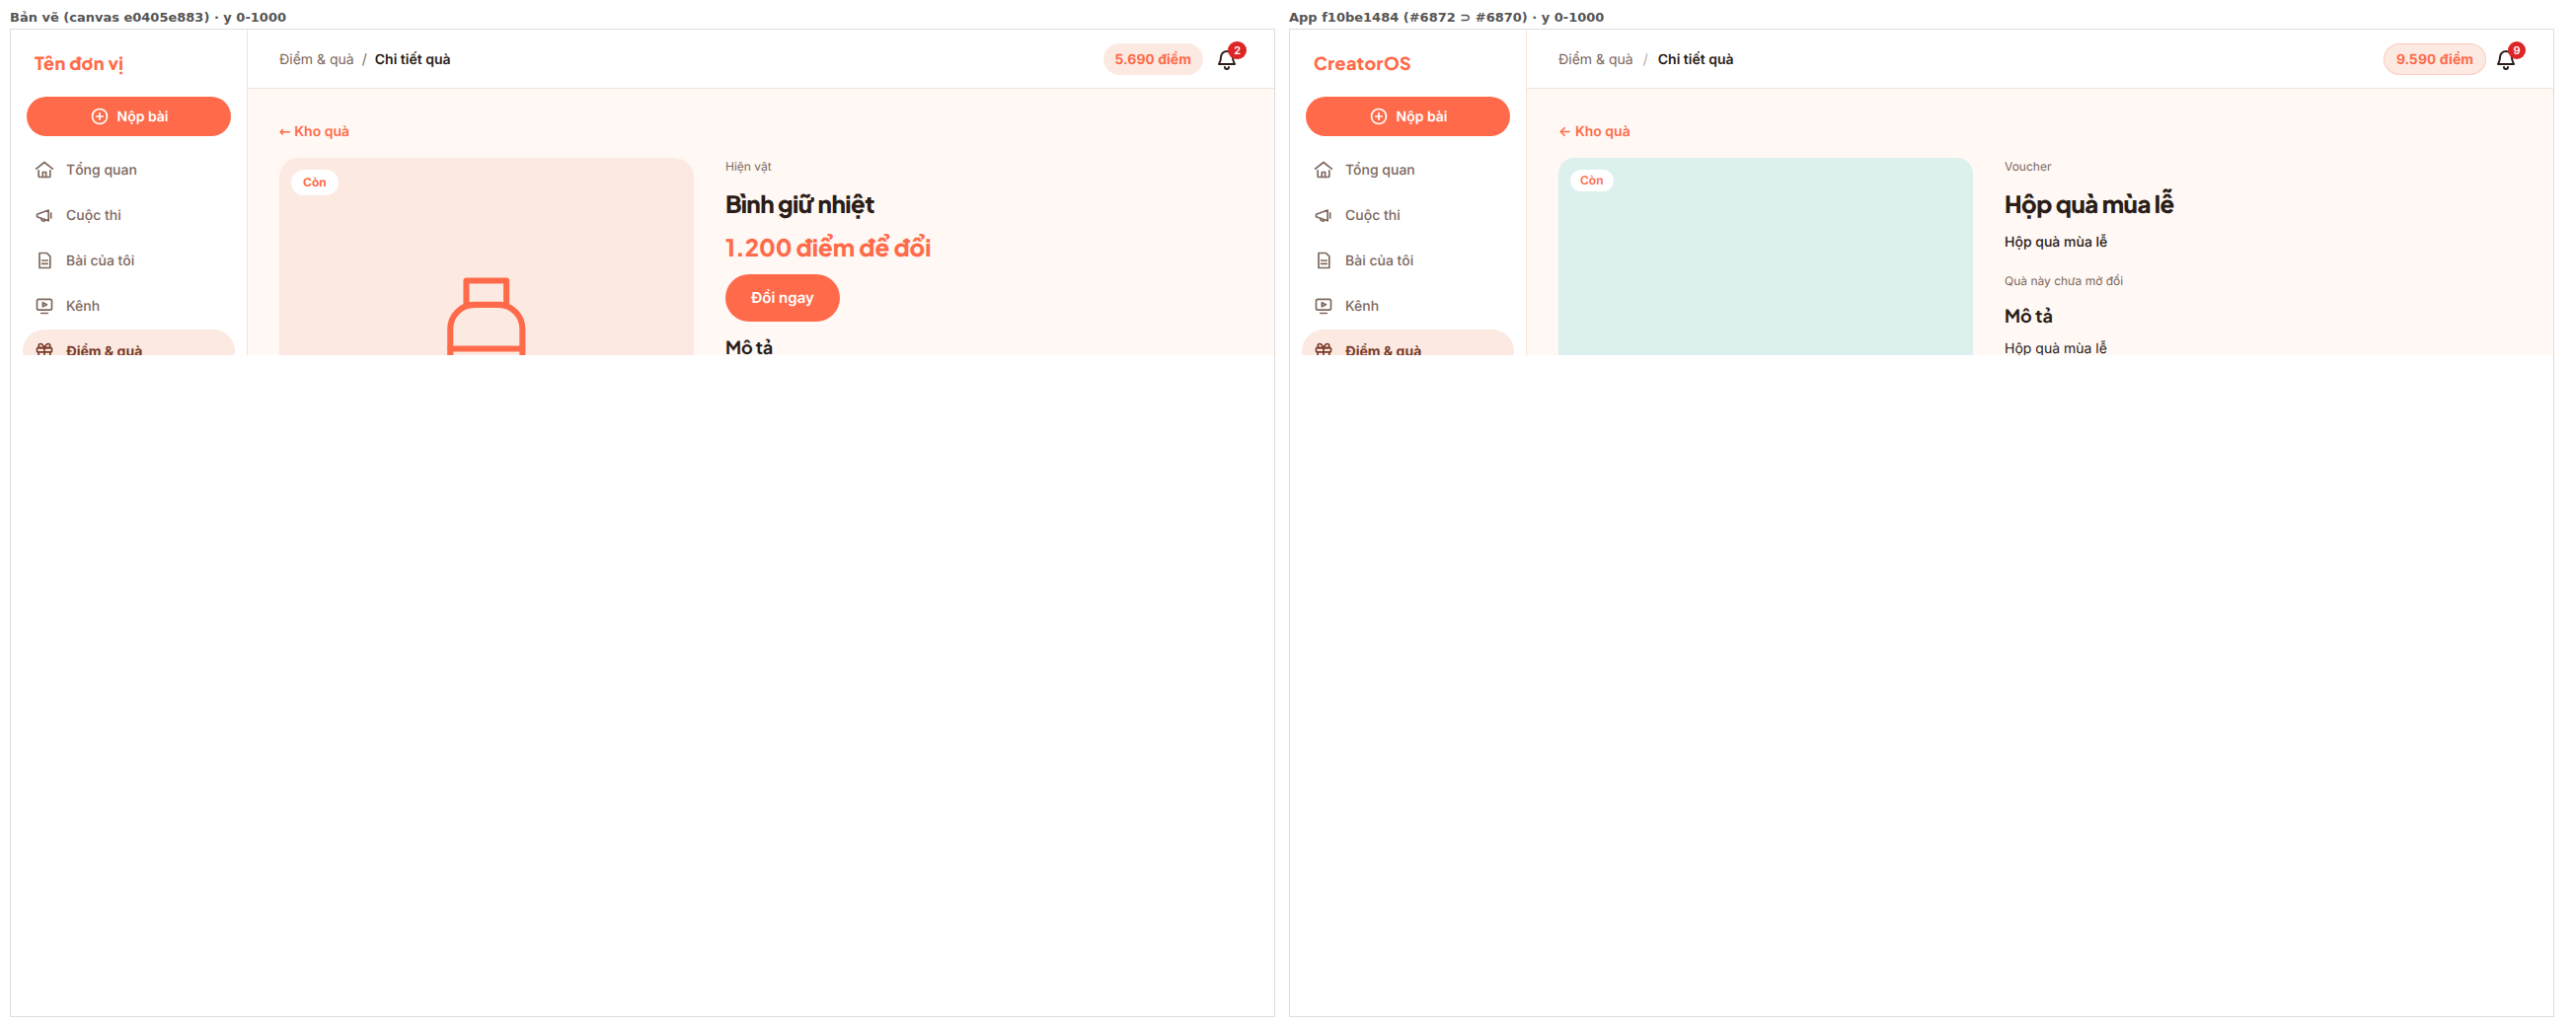 Bản vẽ (canvas e0405e883) · y 0-1000
Tên đơn vị
Điểm & quà / Chi tiết quà
5.690 điểm
2
Nộp bài
← Kho quà
Tổng quan
Cuộc thi
Bài của tôi
Kênh
Điểm & quà
Còn
Hiện vật
Bình giữ nhiệt
1.200 điểm để đổi
Đổi ngay
Mô tả
App f10be1484 (#6872 ⊃ #6870) · y 0-1000
CreatorOS
Điểm & quà / Chi tiết quà
9.590 điểm
9
Nộp bài
← Kho quà
Tổng quan
Cuộc thi
Bài của tôi
Kênh
Điểm & quà
Còn
Voucher
Hộp quà mùa lễ
Hộp quà mùa lễ
Quà này chưa mở đổi
Mô tả
Hộp quà mùa lễ